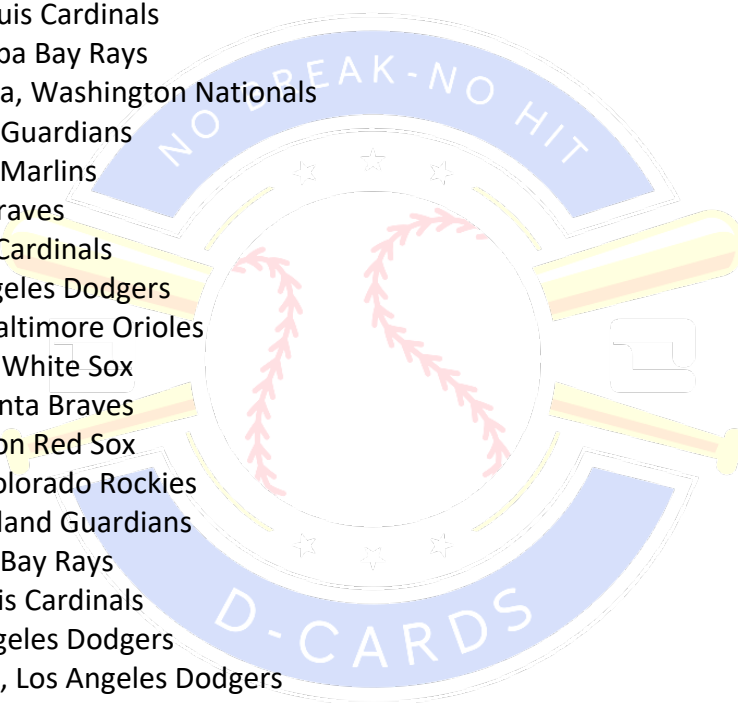 uis Cardinals
pa Bay Rays
a, Washington Nationals
Guardians
Marlins
raves
Cardinals
geles Dodgers
altimore Orioles
White Sox
nta Braves
on Red Sox
olorado Rockies
land Guardians
Bay Rays
is Cardinals
geles Dodgers
, Los Angeles Dodgers
NO BREAK-NO HIT
D-CARDS